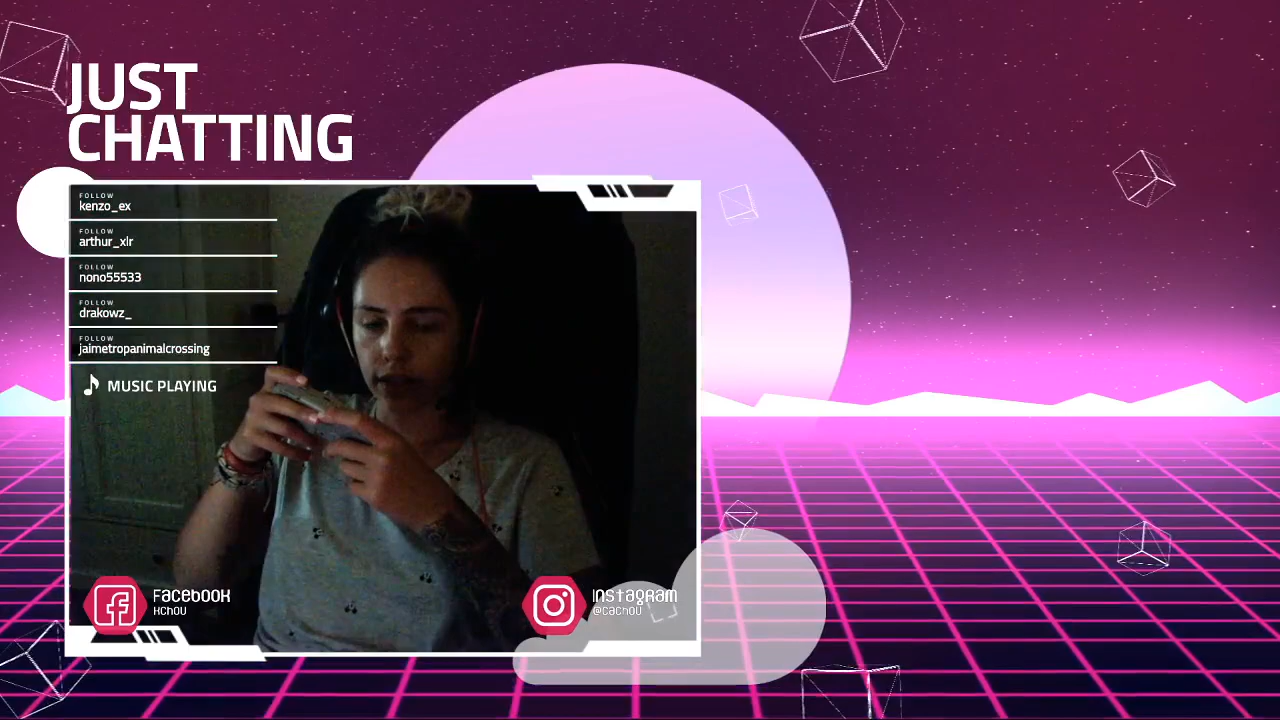 JUST
CHATTING
FOLLOW
kenzo_ex
FOLLOW
arthur_xlr
FOLLOW
nono55533
FOLLOW
drakowz_
FOLLOW
jaimetropanimalcrossing
MUSIC PLAYING
Facebook
KChou
Instagram
@cachou